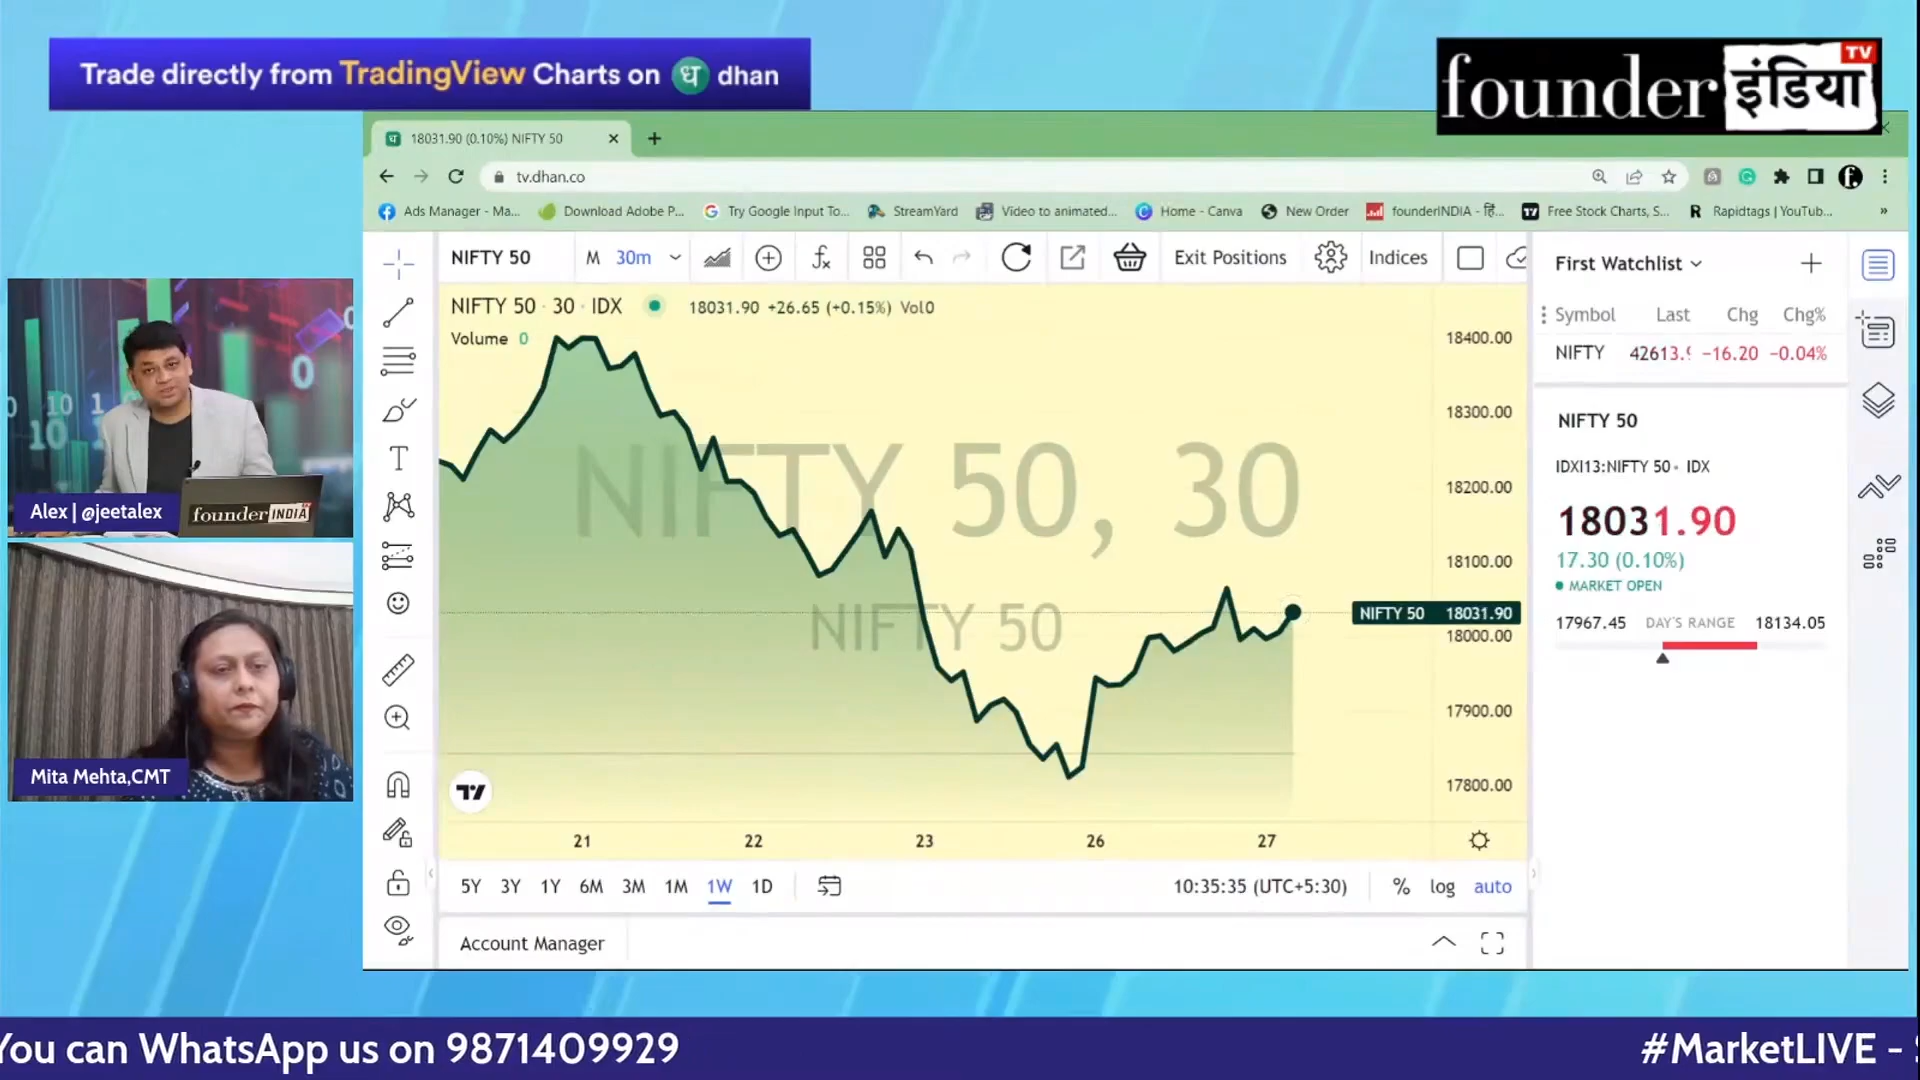 Trade directly from TradingView Charts on ध dhan
founder इंडिया TV
18031.90 (0.10%) NIFTY 50
tv.dhan.co
Ads Manager - Ma...
Download Adobe P...
Try Google Input To...
StreamYard
Video to animated...
Home - Canva
New Order
founderINDIA - हि...
Free Stock Charts, S...
Rapidtags | YouTub...
»
NIFTY 50
M
30m
Exit Positions
Indices
First Watchlist
NIFTY 50 · 30 · IDX
18031.90 +26.65 (+0.15%) Vol0
Volume 0
Symbol Last Chg Chg%
NIFTY 42613.9 −16.20 −0.04%
NIFTY 50
IDXI13:NIFTY 50 • IDX
18031.90
17.30 (0.10%)
MARKET OPEN
17967.45 DAY'S RANGE 18134.05
NIFTY 50, 30
NIFTY 50
18400.00
18300.00
18200.00
18100.00
NIFTY 50 18031.90
18000.00
17900.00
17800.00
21 22 23 26 27
5Y 3Y 1Y 6M 3M 1M 1W 1D
10:35:35 (UTC+5:30)
% log auto
Account Manager
Alex | @jeetalex
founder INDIA
Mita Mehta,CMT
You can WhatsApp us on 9871409929
#MarketLIVE -